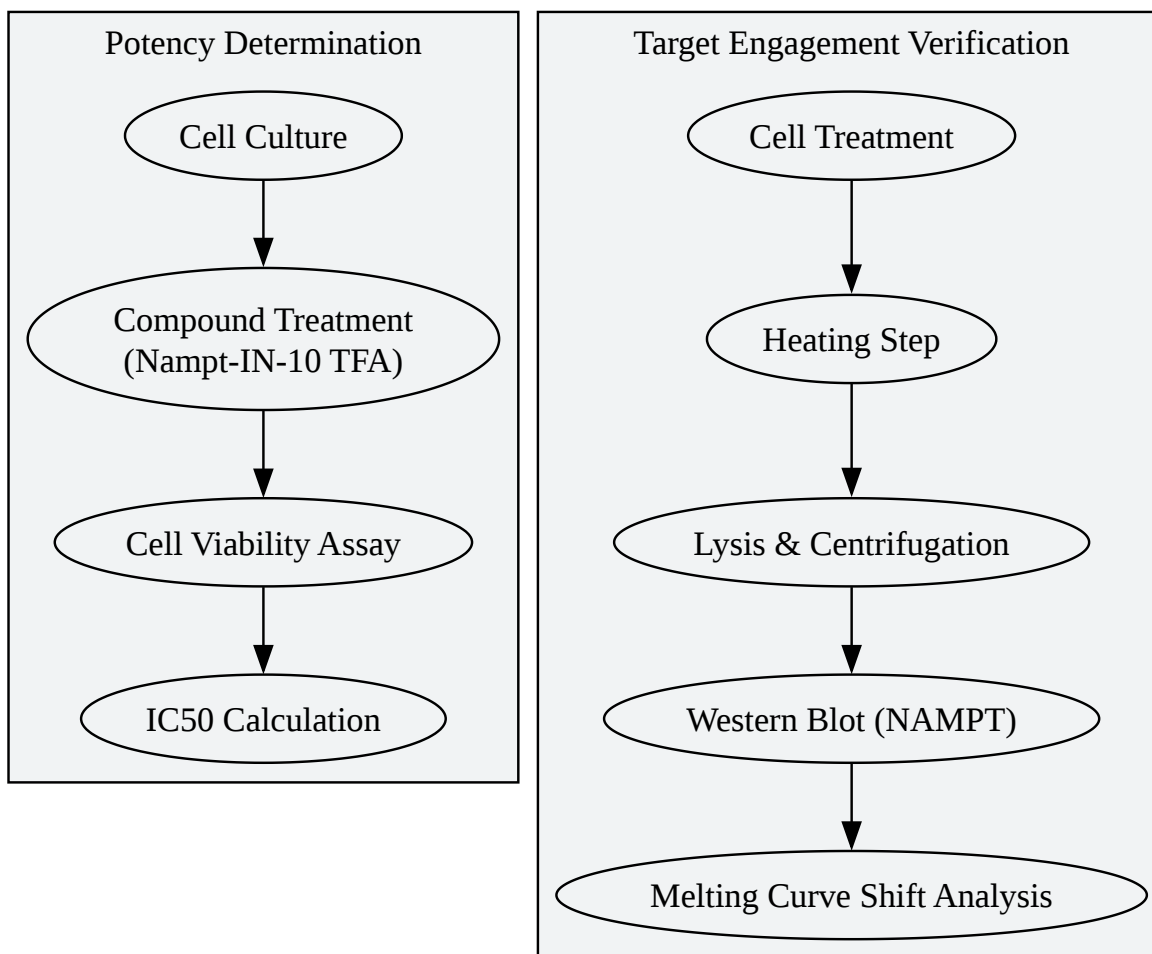 Potency Determination
Cell Culture
Compound Treatment
(Nampt-IN-10 TFA)
Cell Viability Assay
IC50 Calculation
Target Engagement Verification
Cell Treatment
Heating Step
Lysis & Centrifugation
Western Blot (NAMPT)
Melting Curve Shift Analysis